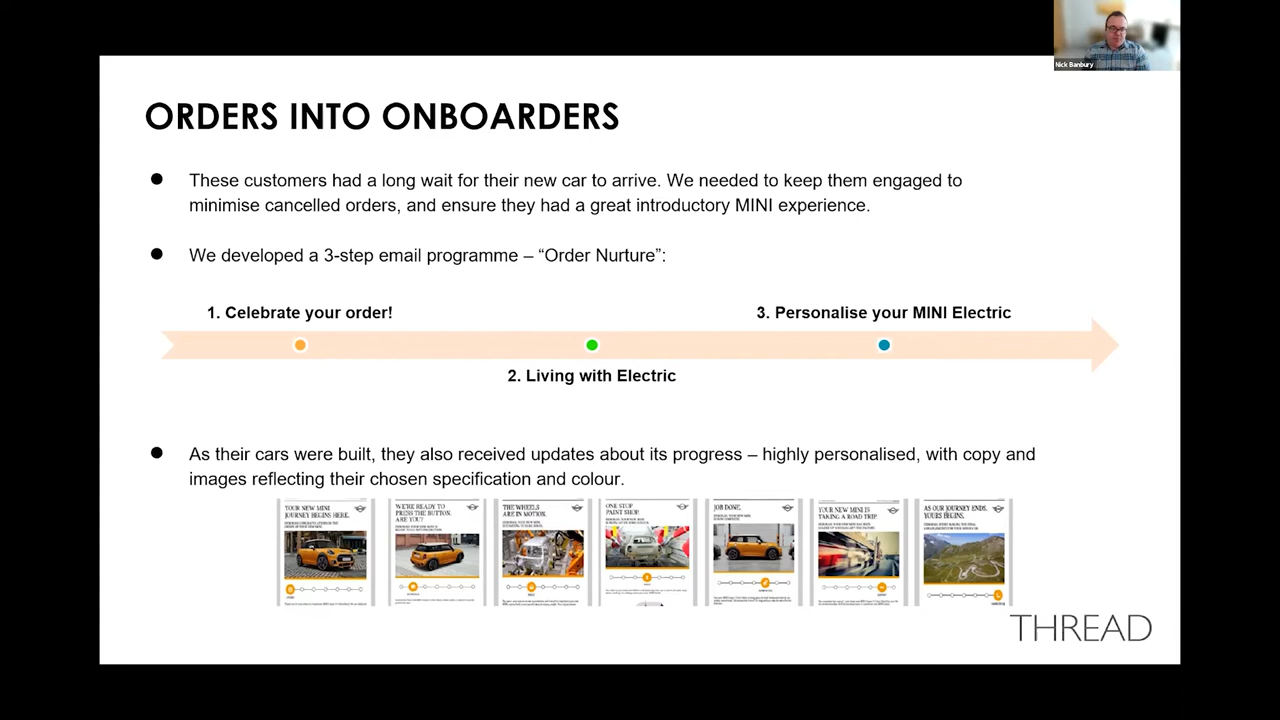 Nick Banbury
ORDERS INTO ONBOARDERS
● These customers had a long wait for their new car to arrive. We needed to keep them engaged to
minimise cancelled orders, and ensure they had a great introductory MINI experience.
● We developed a 3-step email programme – “Order Nurture”:
1. Celebrate your order!
3. Personalise your MINI Electric
2. Living with Electric
● As their cars were built, they also received updates about its progress – highly personalised, with copy and
images reflecting their chosen specification and colour.
YOUR NEW MINI
JOURNEY BEGINS HERE.
WE'RE READY TO
PRESS THE BUTTON.
ARE YOU?
THE WHEELS
ARE IN MOTION.
ONE STOP
PAINT SHOP.
JOB DONE.
YOUR NEW MINI IS
TAKING A ROAD TRIP.
AS OUR JOURNEY ENDS,
YOURS BEGINS.
THREAD